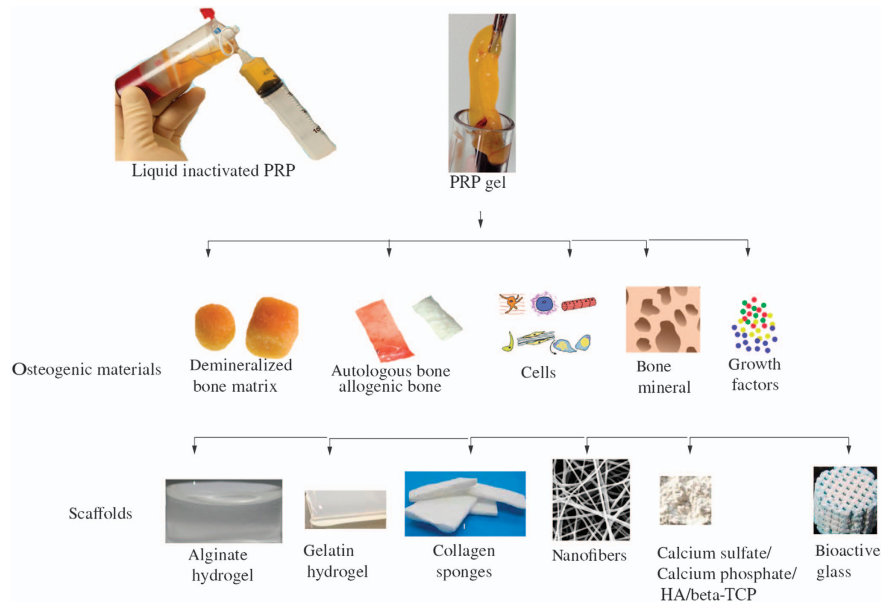 Liquid inactivated PRP
PRP gel
Osteogenic materials
Demineralized
bone matrix
Autologous bone
allogenic bone
Cells
Bone
mineral
Growth
factors
Scaffolds
Alginate
hydrogel
Gelatin
hydrogel
Collagen
sponges
Nanofibers
Calcium sulfate/
Calcium phosphate/
HA/beta-TCP
Bioactive
glass